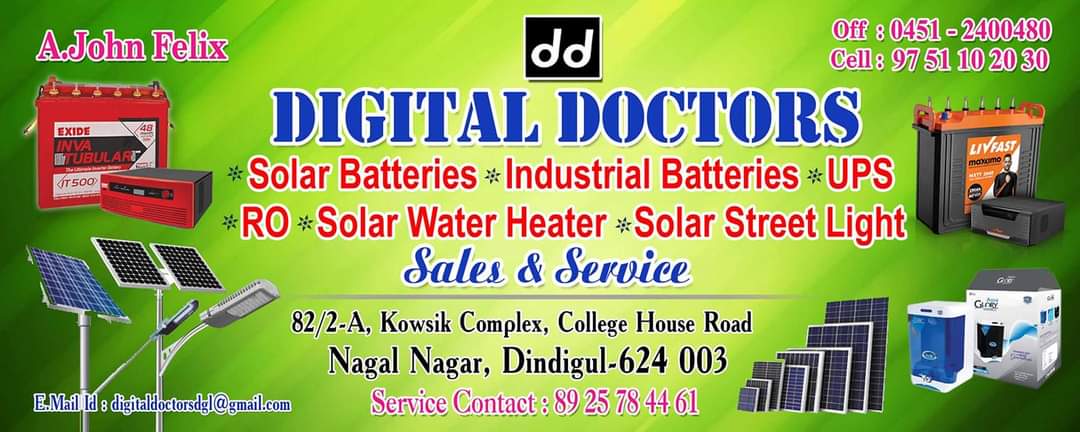 A.John Felix
dd
Off : 0451 - 2400480
Cell : 97 51 10 20 30
DIGITAL DOCTORS
*Solar Batteries *Industrial Batteries *UPS
*RO *Solar Water Heater *Solar Street Light
Sales & Service
82/2-A, Kowsik Complex, College House Road
Nagal Nagar, Dindigul-624 003
E.Mail Id : digitaldoctorsdgl@gmail.com
Service Contact : 89 25 78 44 61
EXIDE
48
INVA
TUBULAR
IT500
LIVFAST
maxximo
Glory